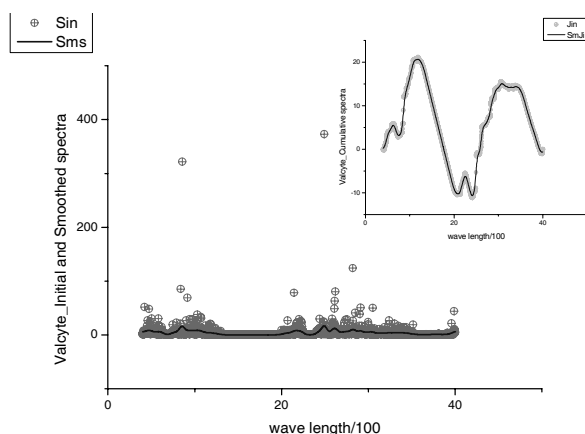 Sin
Sms
Jin
SmJi
Valcyte_Initial and Smoothed spectra
400
200
0
0
20
40
wave length/100
Valcyte_Cumulative spectra
20
10
0
-10
0
20
40
wave length/100